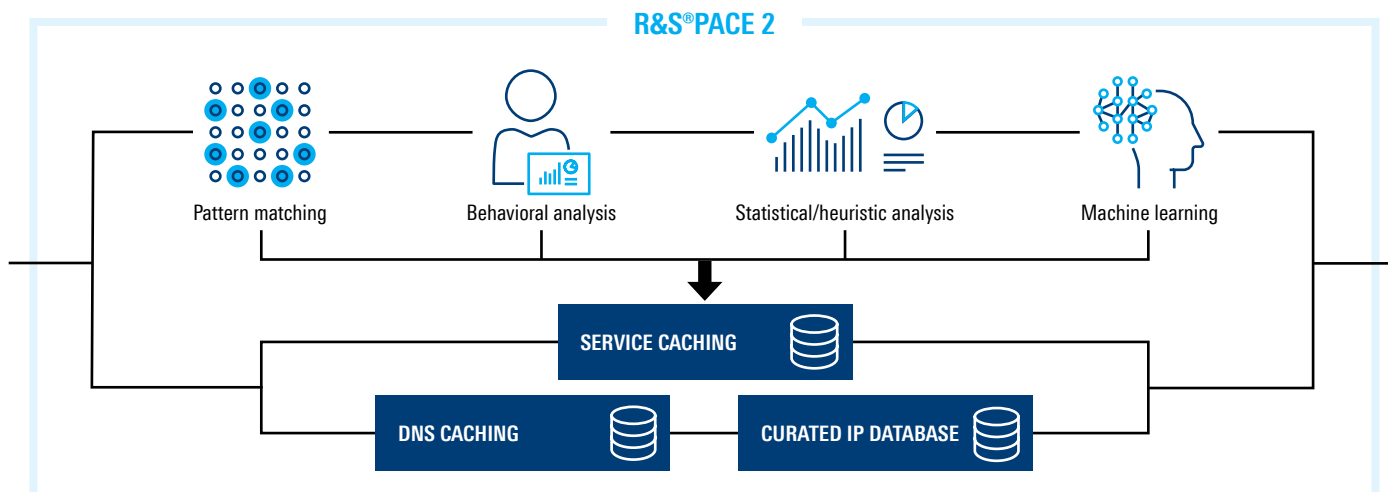 R&S®PACE 2
Pattern matching
Behavioral analysis
Statistical/heuristic analysis
Machine learning
SERVICE CACHING
DNS CACHING
CURATED IP DATABASE